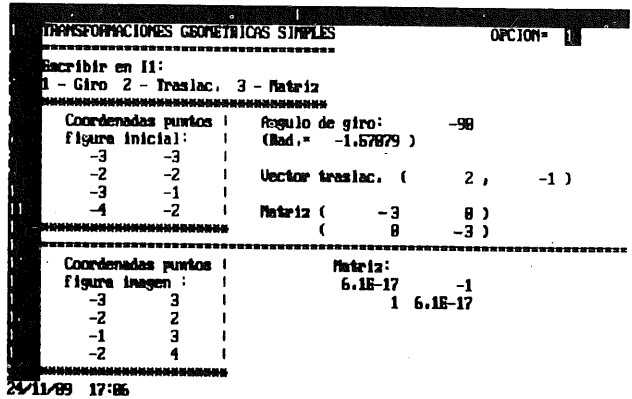 TRANSFORMACIONES GEOMETRICAS SIMPLES OPCION= 1
Escribir en I1:
1 - Giro 2 - Traslac. 3 - Matriz
Coordenadas puntos | Angulo de giro: -90
figura inicial: | (Rad.= -1.57079 )
-3 -3 |
-2 -2 | Vector traslac. ( 2 , -1 )
-3 -1 |
-4 -2 | Matriz ( -3 0 )
( 0 -3 )
Coordenadas puntos | Matriz:
figura imagen : | 6.1E-17 -1
-3 3 | 1 6.1E-17
-2 2 |
-1 3 |
-2 4 |
24/11/89 17:06